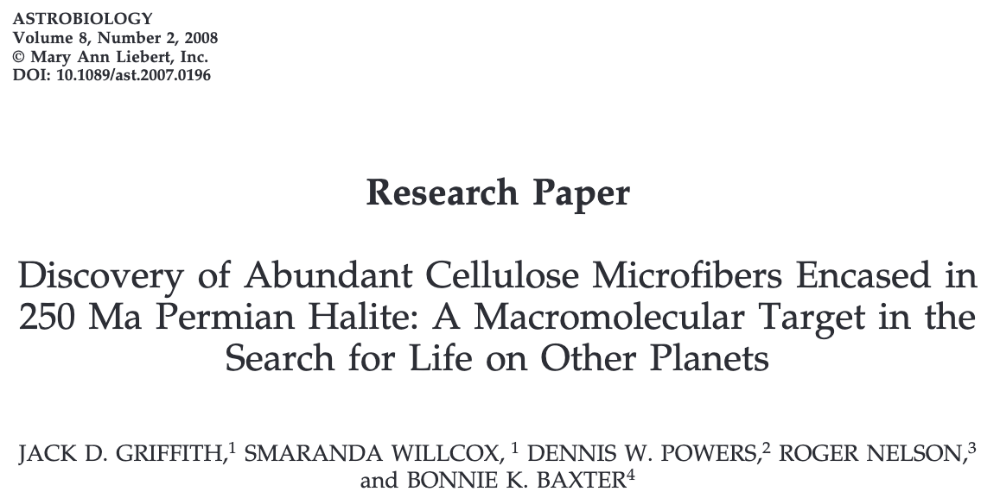 ASTROBIOLOGY
Volume 8, Number 2, 2008
© Mary Ann Liebert, Inc.
DOI: 10.1089/ast.2007.0196
Research Paper
Discovery of Abundant Cellulose Microfibers Encased in
250 Ma Permian Halite: A Macromolecular Target in the
Search for Life on Other Planets
JACK D. GRIFFITH,¹ SMARANDA WILLCOX, ¹ DENNIS W. POWERS,² ROGER NELSON,³
and BONNIE K. BAXTER⁴